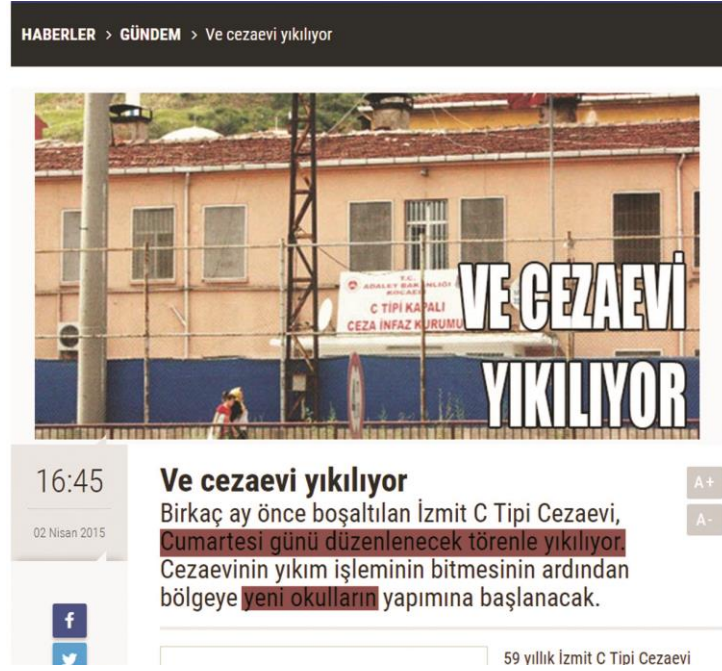 HABERLER > GÜNDEM > Ve cezaevi yıkılıyor
T.C.
ADALET BAKANLIĞI
KOCAELİ
C TİPİ KAPALI
CEZA İNFAZ KURUMU
VE CEZAEVİ
YIKILIYOR
16:45
02 Nisan 2015
Ve cezaevi yıkılıyor
A+
A-
Birkaç ay önce boşaltılan İzmit C Tipi Cezaevi,
Cumartesi günü düzenlenecek törenle yıkılıyor.
Cezaevinin yıkım işleminin bitmesinin ardından
bölgeye yeni okulların yapımına başlanacak.
59 yıllık İzmit C Tipi Cezaevi